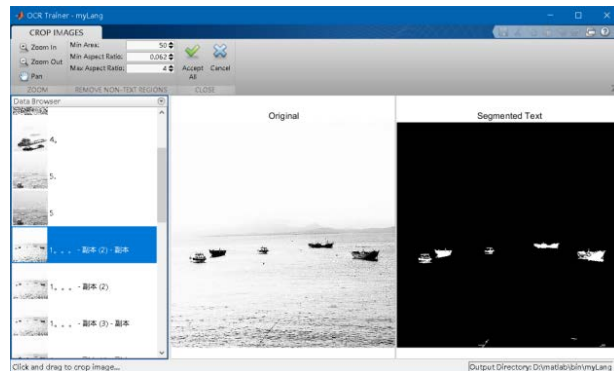 OCR Trainer - myLang
CROP IMAGES
Zoom In
Zoom Out
Pan
Min Area: 50
Min Aspect Ratio: 0.062
Max Aspect Ratio: 4
Accept All
Cancel
ZOOM
REMOVE NON-TEXT REGIONS
CLOSE
Data Browser
4、
5、
5
1、。。 - 副本 (2) - 副本
1、。。 - 副本 (2)
1、。。 - 副本 (3) - 副本
Original
Segmented Text
Click and drag to crop image...
Output Directory: D:\matlab\bin\myLang